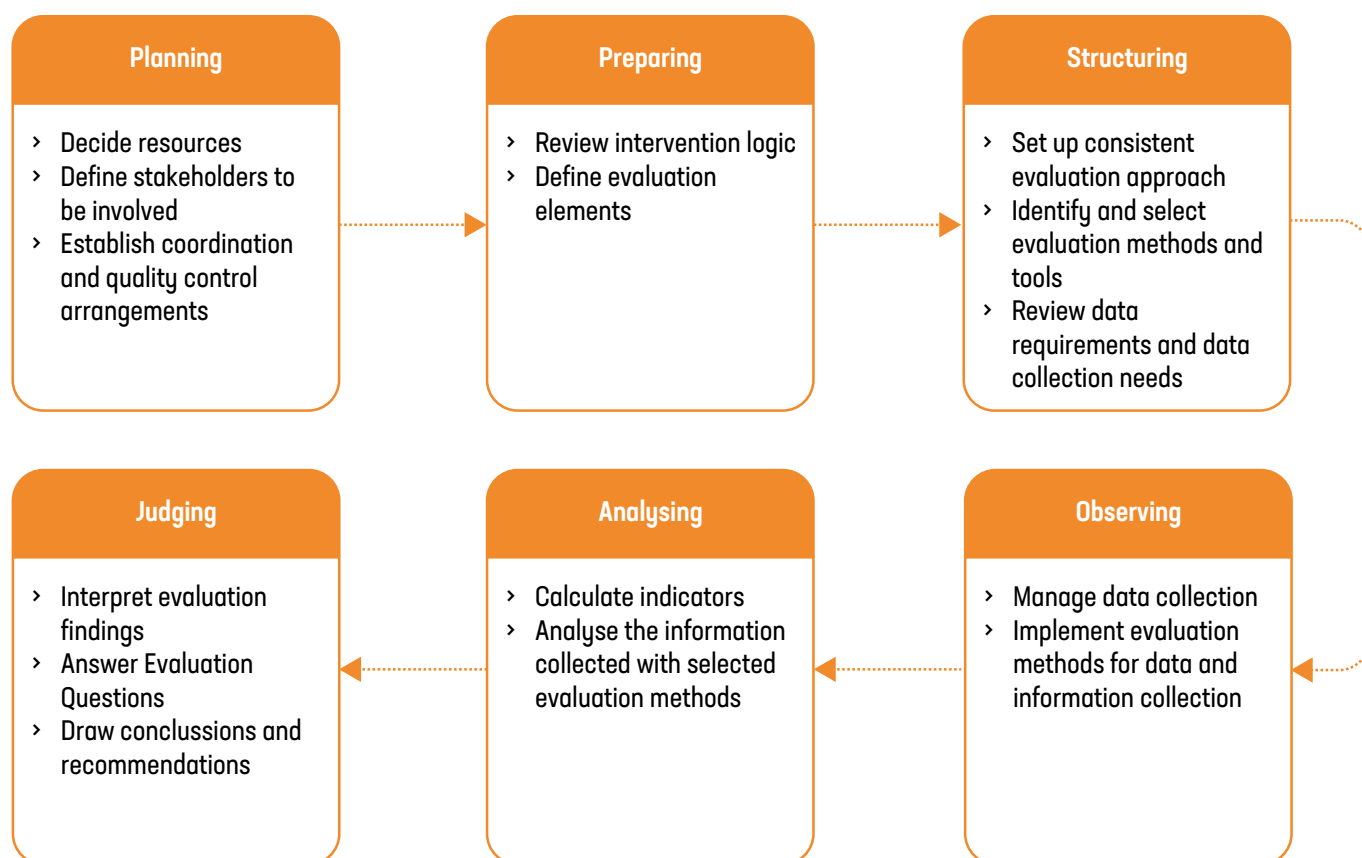 Planning
› Decide resources
› Define stakeholders to
be involved
› Establish coordination
and quality control
arrangements
Preparing
› Review intervention logic
› Define evaluation
elements
Structuring
› Set up consistent
evaluation approach
› Identify and select
evaluation methods and
tools
› Review data
requirements and data
collection needs
Observing
› Manage data collection
› Implement evaluation
methods for data and
information collection
Analysing
› Calculate indicators
› Analyse the information
collected with selected
evaluation methods
Judging
› Interpret evaluation
findings
› Answer Evaluation
Questions
› Draw conclussions and
recommendations